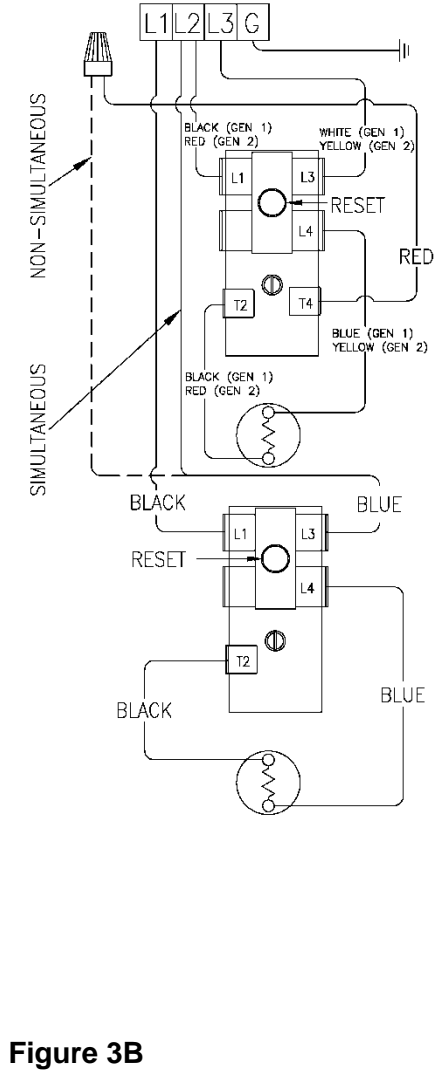 L1 L2 L3 G
NON-SIMULTANEOUS
BLACK (GEN 1)
RED (GEN 2)
WHITE (GEN 1)
YELLOW (GEN 2)
L1
L3
RESET
L4
RED
T2
T4
BLUE (GEN 1)
YELLOW (GEN 2)
SIMULTANEOUS
BLACK (GEN 1)
RED (GEN 2)
BLACK
BLUE
L1
L3
RESET
L4
T2
BLACK
BLUE
Figure 3B